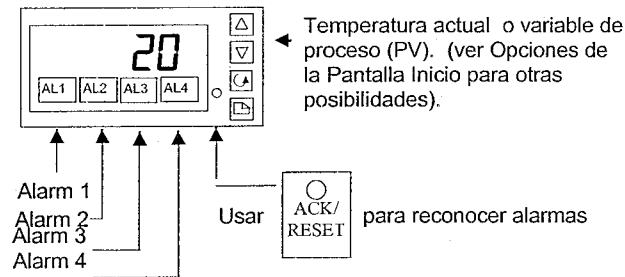 20
AL1 AL2 AL3 AL4
Temperatura actual o variable de
proceso (PV). (ver Opciones de
la Pantalla Inicio para otras
posibilidades).
Alarm 1
Alarm 2
Alarm 3
Alarm 4
Usar
ACK/
RESET
para reconocer alarmas